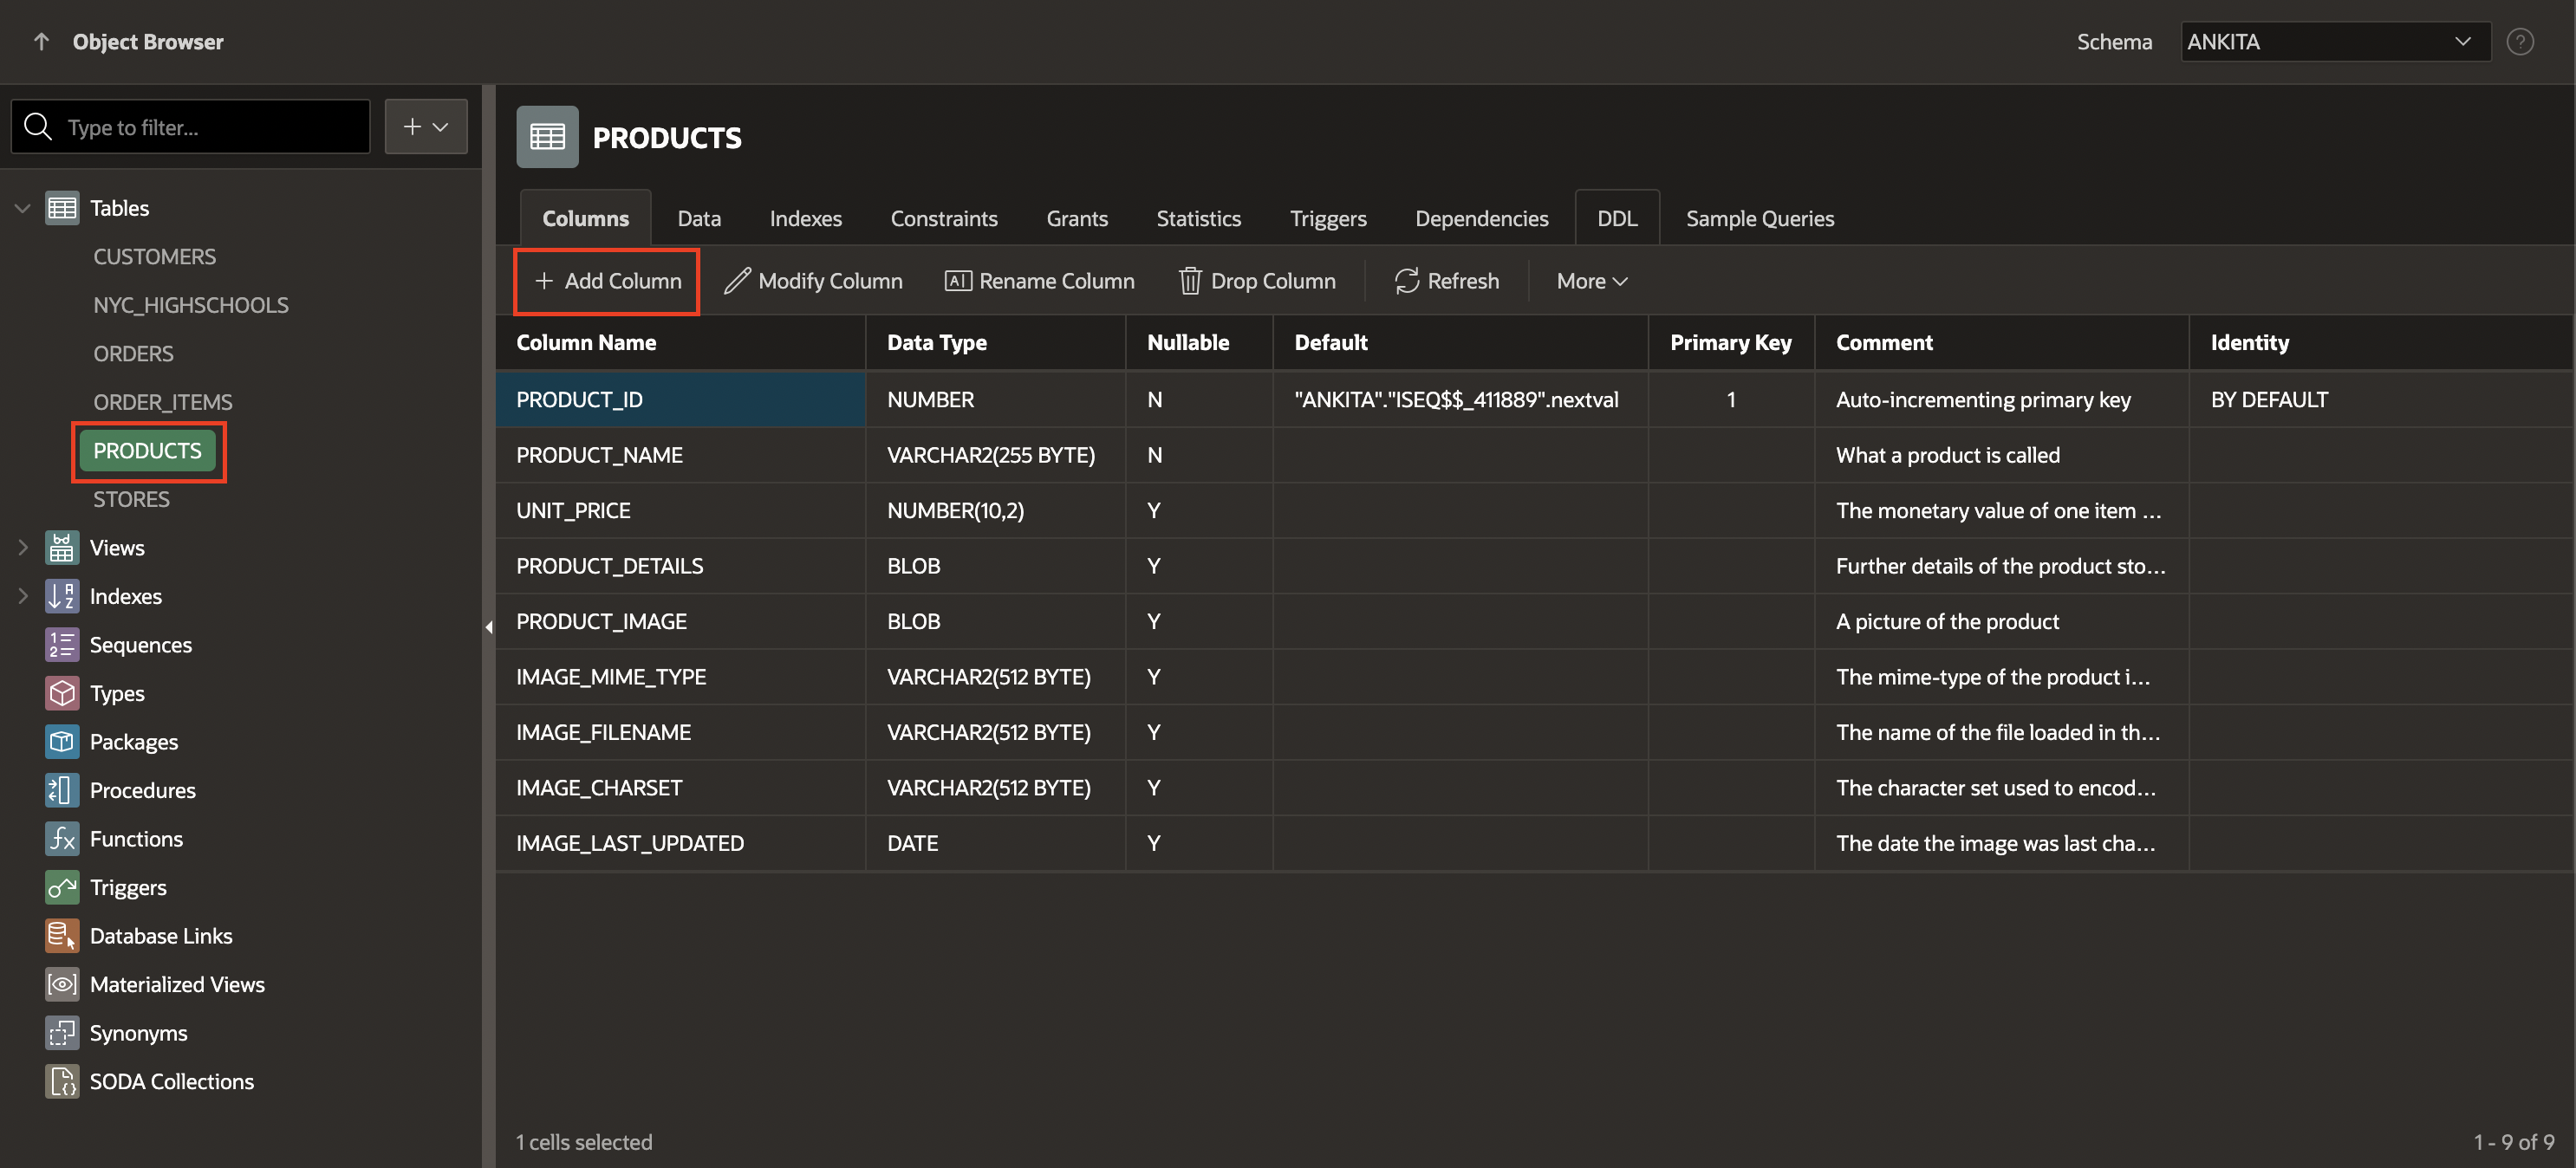 Object Browser
Schema ANKITA
Type to filter...
Tables
CUSTOMERS
NYC_HIGHSCHOOLS
ORDERS
ORDER_ITEMS
PRODUCTS
STORES
Views
Indexes
Sequences
Types
Packages
Procedures
Functions
Triggers
Database Links
Materialized Views
Synonyms
SODA Collections
PRODUCTS
Columns Data Indexes Constraints Grants Statistics Triggers Dependencies DDL Sample Queries
+ Add Column Modify Column Rename Column Drop Column Refresh More
Column Name Data Type Nullable Default Primary Key Comment Identity
PRODUCT_ID NUMBER N "ANKITA"."ISEQ$$_411889".nextval 1 Auto-incrementing primary key BY DEFAULT
PRODUCT_NAME VARCHAR2(255 BYTE) N What a product is called
UNIT_PRICE NUMBER(10,2) Y The monetary value of one item ...
PRODUCT_DETAILS BLOB Y Further details of the product sto...
PRODUCT_IMAGE BLOB Y A picture of the product
IMAGE_MIME_TYPE VARCHAR2(512 BYTE) Y The mime-type of the product i...
IMAGE_FILENAME VARCHAR2(512 BYTE) Y The name of the file loaded in th...
IMAGE_CHARSET VARCHAR2(512 BYTE) Y The character set used to encod...
IMAGE_LAST_UPDATED DATE Y The date the image was last cha...
1 cells selected
1 - 9 of 9